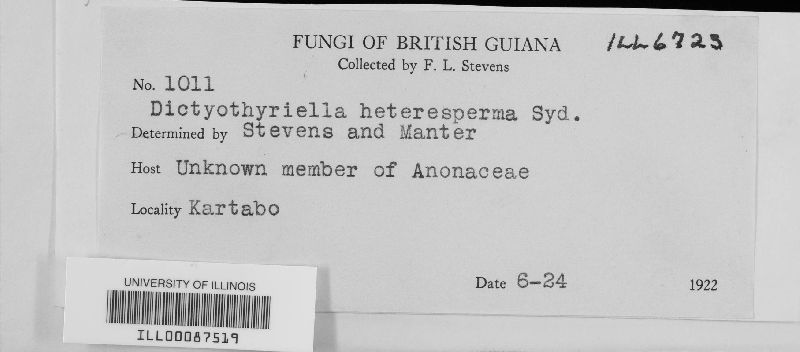 FUNGI OF BRITISH GUIANA ILL6723
Collected by F. L. Stevens
No. 1011
Dictyothyriella heteresperma Syd.
Determined by Stevens and Manter
Host Unknown member of Anonaceae
Locality Kartabo
Date 6-24 1922
UNIVERSITY OF ILLINOIS
ILL00087519